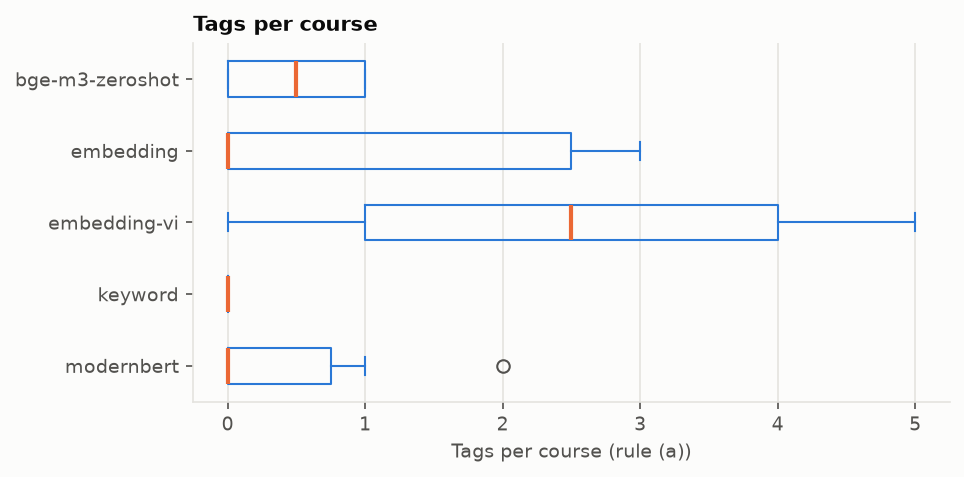 Tags per course
bge-m3-zeroshot
embedding
embedding-vi
keyword
modernbert
0 1 2 3 4 5
Tags per course (rule (a))